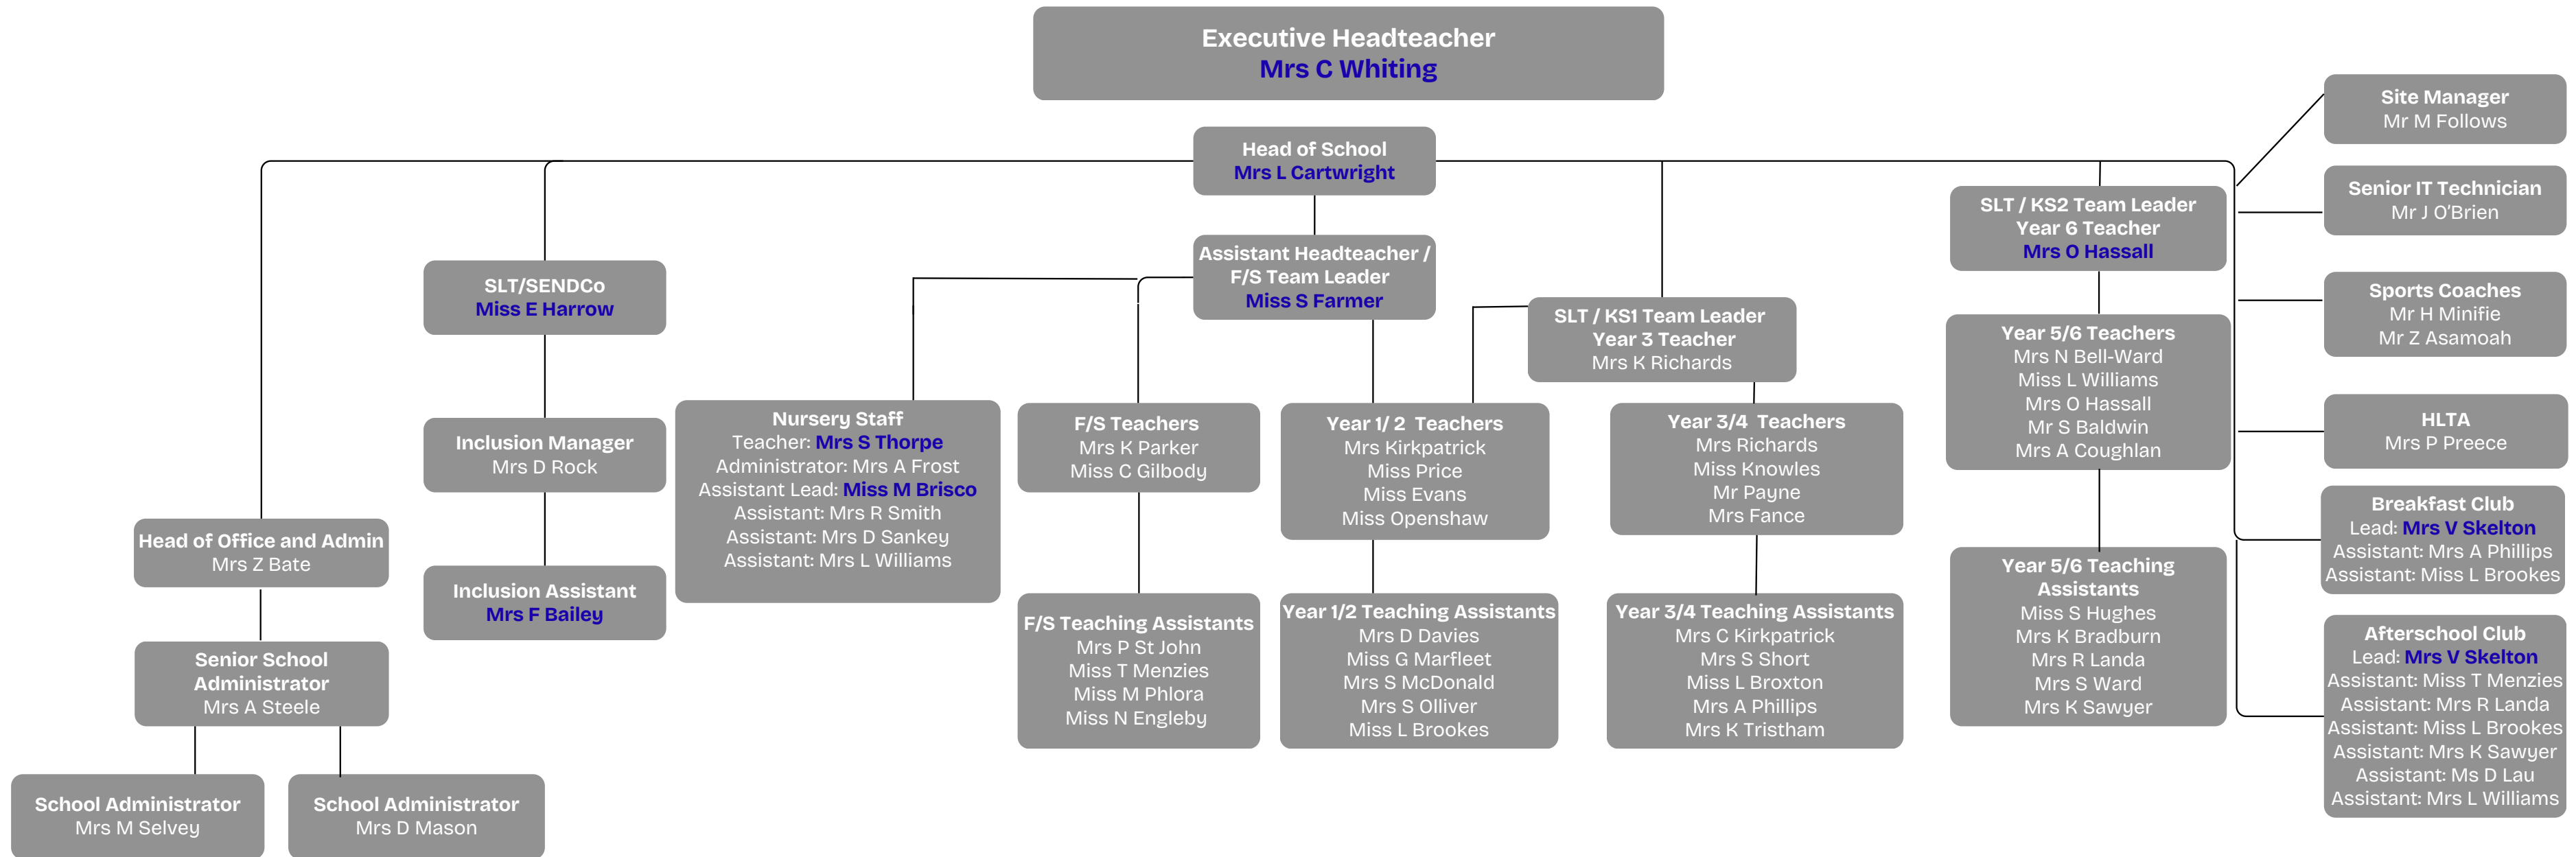 Executive Headteacher
Mrs C Whiting
Head of School
Mrs L Cartwright
Assistant Headteacher /
F/S Team Leader
Miss S Farmer
SLT/SENDCo
Miss E Harrow
Inclusion Manager
Mrs D Rock
Inclusion Assistant
Mrs F Bailey
Head of Office and Admin
Mrs Z Bate
Senior School
Administrator
Mrs A Steele
School Administrator
Mrs M Selvey
School Administrator
Mrs D Mason
Nursery Staff
Teacher: Mrs S Thorpe
Administrator: Mrs A Frost
Assistant Lead: Miss M Brisco
Assistant: Mrs R Smith
Assistant: Mrs D Sankey
Assistant: Mrs L Williams
F/S Teachers
Mrs K Parker
Miss C Gilbody
F/S Teaching Assistants
Mrs P St John
Miss T Menzies
Miss M Phlora
Miss N Engleby
Year 1/ 2 Teachers
Mrs Kirkpatrick
Miss Price
Miss Evans
Miss Openshaw
Year 1/2 Teaching Assistants
Mrs D Davies
Miss G Marfleet
Mrs S McDonald
Mrs S Olliver
Miss L Brookes
SLT / KS1 Team Leader
Year 3 Teacher
Mrs K Richards
Year 3/4 Teachers
Mrs Richards
Miss Knowles
Mr Payne
Mrs Fance
Year 3/4 Teaching Assistants
Mrs C Kirkpatrick
Mrs S Short
Miss L Broxton
Mrs A Phillips
Mrs K Tristham
SLT / KS2 Team Leader
Year 6 Teacher
Mrs O Hassall
Year 5/6 Teachers
Mrs N Bell-Ward
Miss L Williams
Mrs O Hassall
Mr S Baldwin
Mrs A Coughlan
Year 5/6 Teaching
Assistants
Miss S Hughes
Mrs K Bradburn
Mrs R Landa
Mrs S Ward
Mrs K Sawyer
Site Manager
Mr M Follows
Senior IT Technician
Mr J O'Brien
Sports Coaches
Mr H Minifie
Mr Z Asamoah
HLTA
Mrs P Preece
Breakfast Club
Lead: Mrs V Skelton
Assistant: Mrs A Phillips
Assistant: Miss L Brookes
Afterschool Club
Lead: Mrs V Skelton
Assistant: Miss T Menzies
Assistant: Mrs R Landa
Assistant: Miss L Brookes
Assistant: Mrs K Sawyer
Assistant: Ms D Lau
Assistant: Mrs L Williams